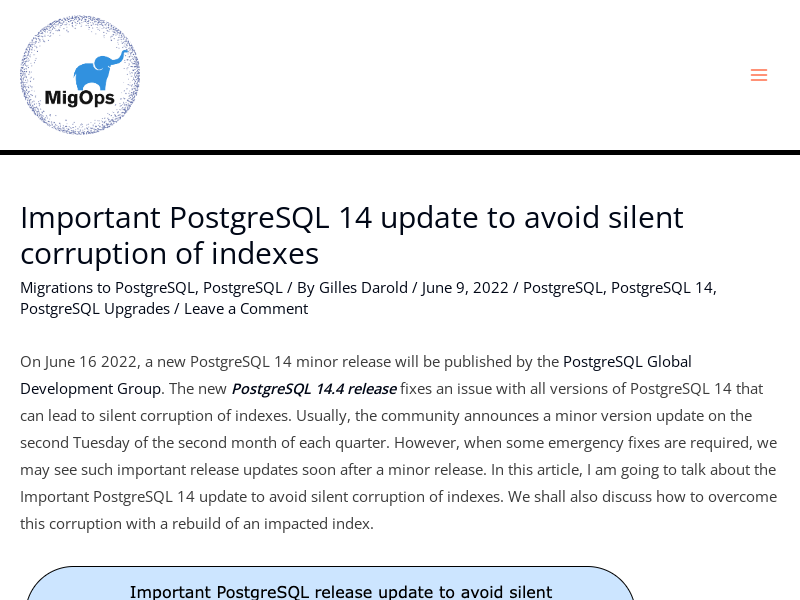 MigOps
Important PostgreSQL 14 update to avoid silent
corruption of indexes
Migrations to PostgreSQL, PostgreSQL / By Gilles Darold / June 9, 2022 / PostgreSQL, PostgreSQL 14,
PostgreSQL Upgrades / Leave a Comment
On June 16 2022, a new PostgreSQL 14 minor release will be published by the PostgreSQL Global
Development Group. The new PostgreSQL 14.4 release fixes an issue with all versions of PostgreSQL 14 that
can lead to silent corruption of indexes. Usually, the community announces a minor version update on the
second Tuesday of the second month of each quarter. However, when some emergency fixes are required, we
may see such important release updates soon after a minor release. In this article, I am going to talk about the
Important PostgreSQL 14 update to avoid silent corruption of indexes. We shall also discuss how to overcome
this corruption with a rebuild of an impacted index.
Important PostgreSQL release update to avoid silent